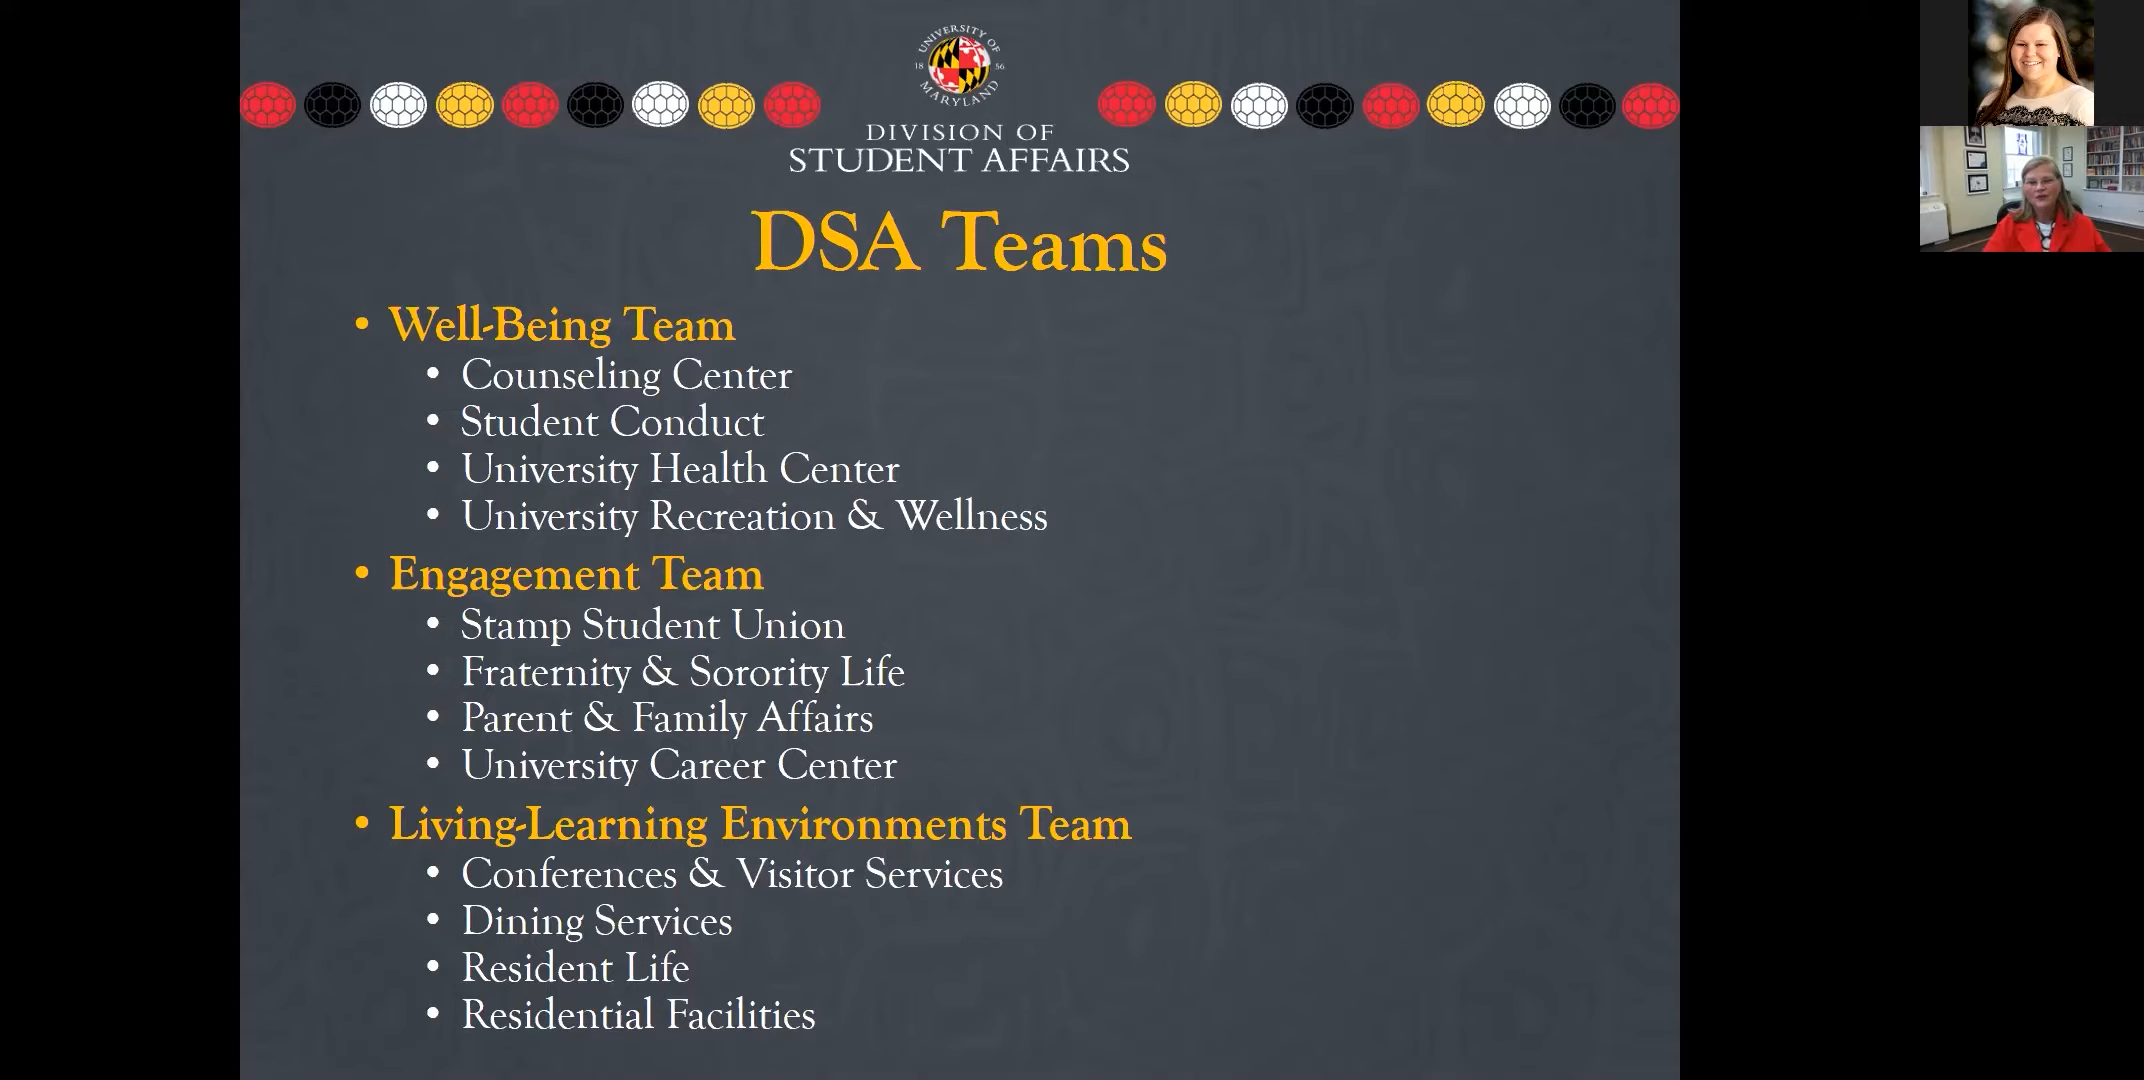 UNIVERSITY OF
18 56
MARYLAND
DIVISION OF
STUDENT AFFAIRS
DSA Teams
• Well-Being Team
• Counseling Center
• Student Conduct
• University Health Center
• University Recreation & Wellness
• Engagement Team
• Stamp Student Union
• Fraternity & Sorority Life
• Parent & Family Affairs
• University Career Center
• Living-Learning Environments Team
• Conferences & Visitor Services
• Dining Services
• Resident Life
• Residential Facilities